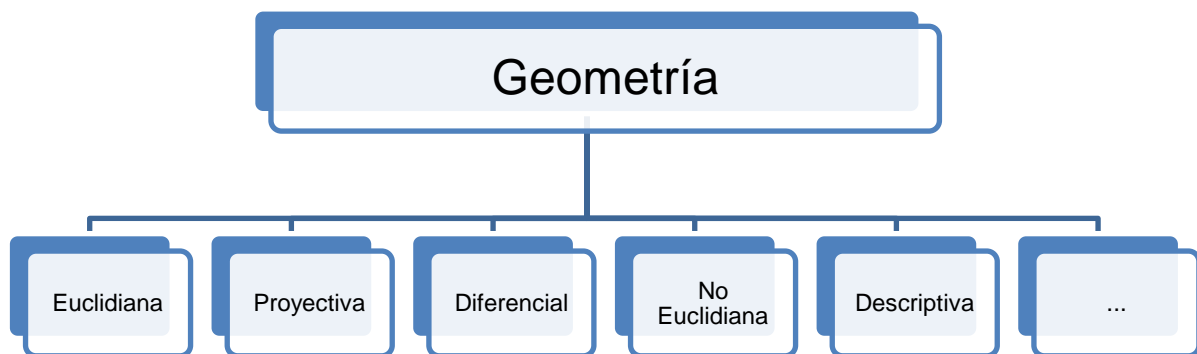 Geometría
Euclidiana
Proyectiva
Diferencial
No
Euclidiana
Descriptiva
...